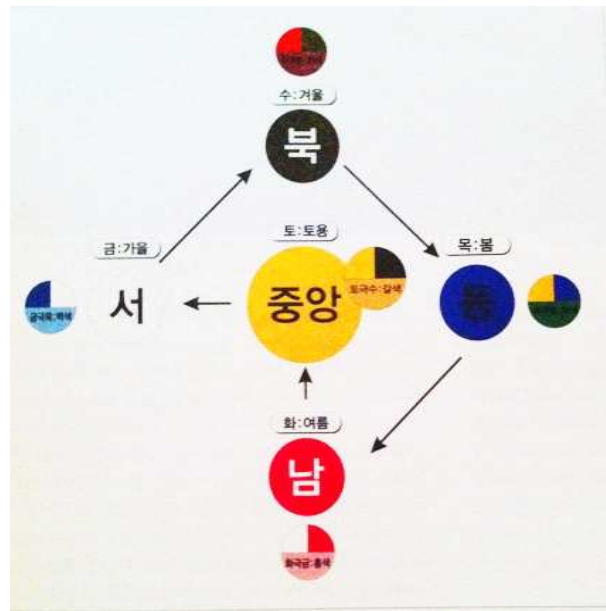 수:겨울
북
금:가을
토:토용
목:봄
서
중앙
동
금극목:벽색
토극수:갈색
화:여름
남
화극금:홍색